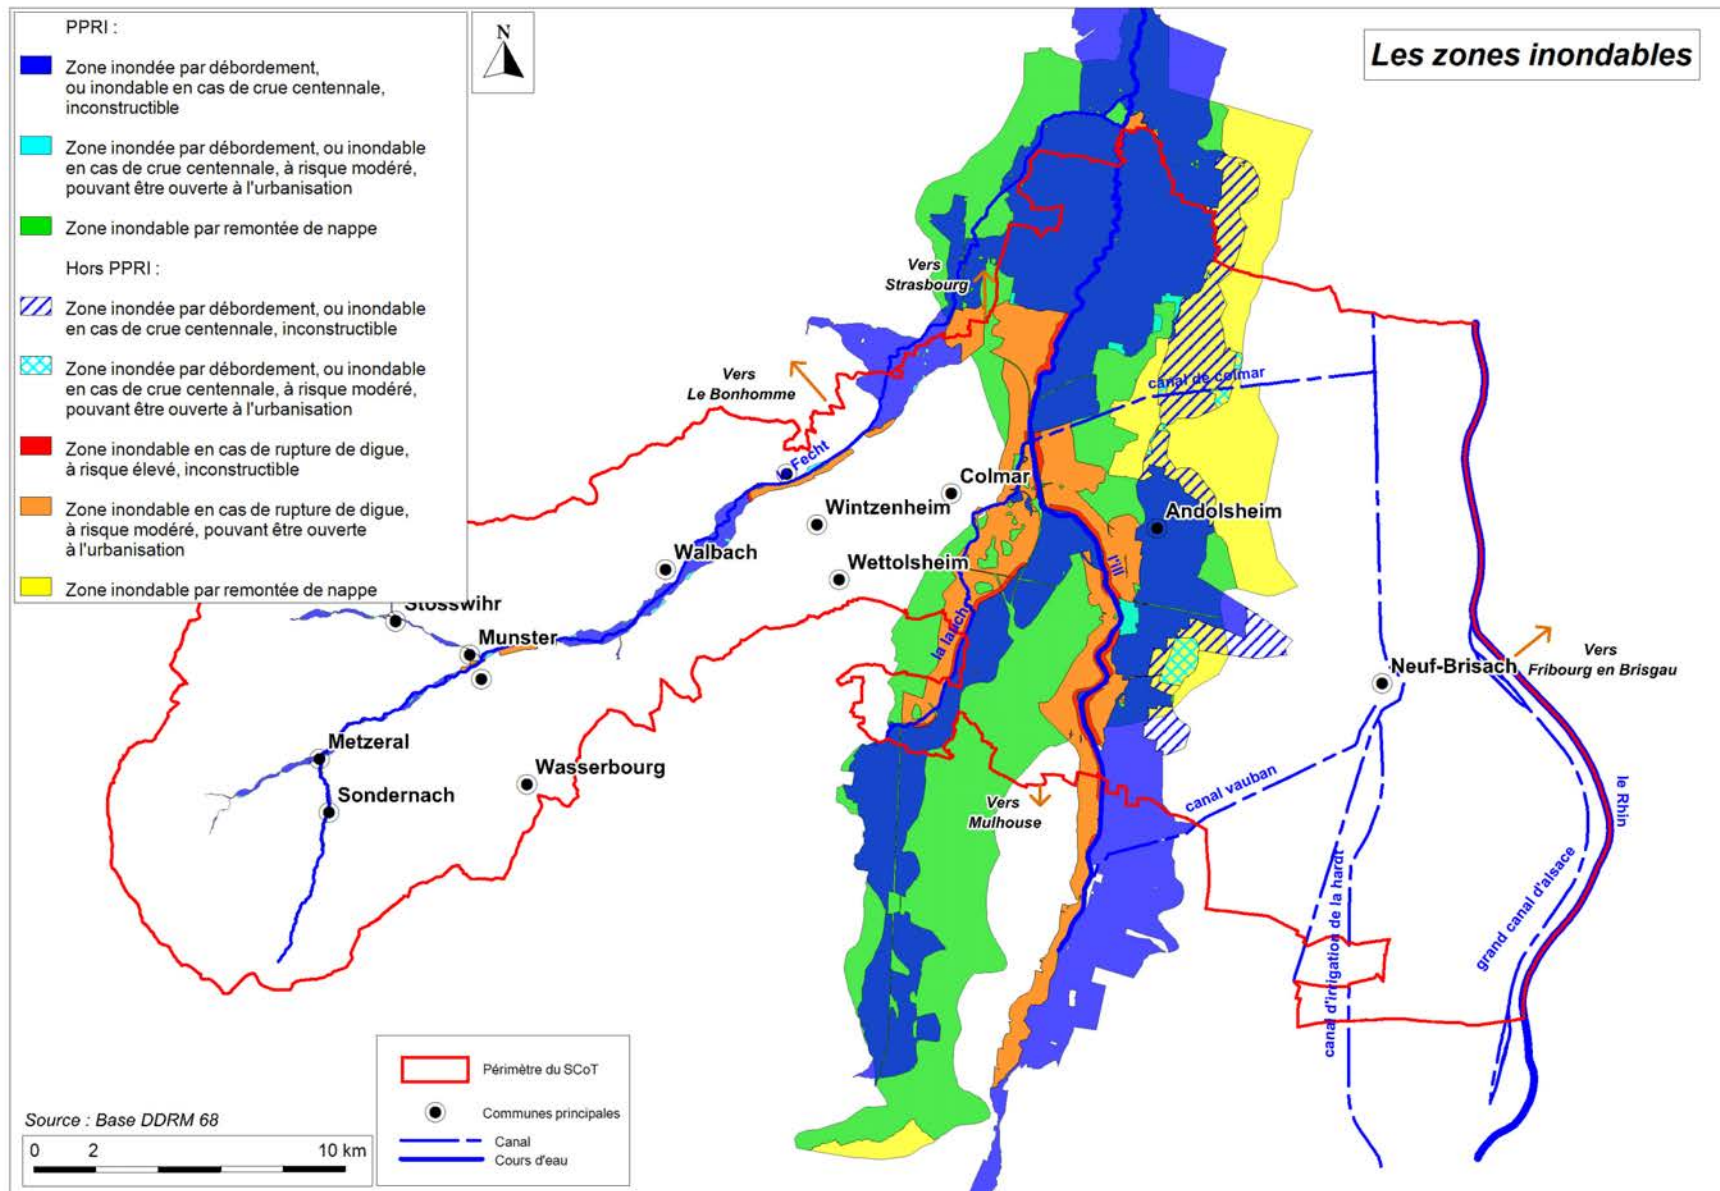 PPRI :
Zone inondée par débordement,
ou inondable en cas de crue centennale,
inconstructible
Zone inondée par débordement, ou inondable
en cas de crue centennale, à risque modéré,
pouvant être ouverte à l'urbanisation
Zone inondable par remontée de nappe
Hors PPRI :
Zone inondée par débordement, ou inondable
en cas de crue centennale, inconstructible
Zone inondée par débordement, ou inondable
en cas de crue centennale, à risque modéré,
pouvant être ouverte à l'urbanisation
Zone inondable en cas de rupture de digue,
à risque élevé, inconstructible
Zone inondable en cas de rupture de digue,
à risque modéré, pouvant être ouverte
à l'urbanisation
Zone inondable par remontée de nappe
N
Les zones inondables
Vers
Strasbourg
Vers
Le Bonhomme
canal de colmar
la Fecht
Colmar
Wintzenheim
Andolsheim
Walbach
Wettolsheim
l'ill
Stosswihr
la lauch
Munster
Neuf-Brisach
Vers
Fribourg en Brisgau
Metzeral
Wasserbourg
Sondernach
Vers
Mulhouse
canal vauban
le Rhin
canal d'irrigation de la hardt
grand canal d'alsace
Périmètre du SCoT
Communes principales
Canal
Cours d'eau
Source : Base DDRM 68
0 2 10 km